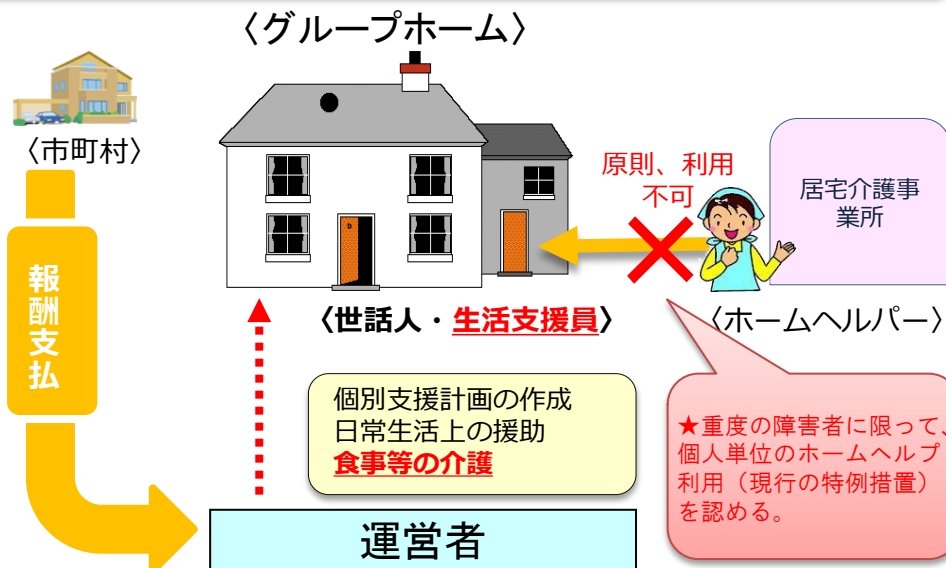 〈グループホーム〉
〈市町村〉
報酬支払
原則、利用
不可
居宅介護事
業所
〈世話人・生活支援員〉
〈ホームヘルパー〉
個別支援計画の作成
日常生活上の援助
食事等の介護
★重度の障害者に限って、
個人単位のホームヘルプ
利用（現行の特例措置）
を認める。
運営者